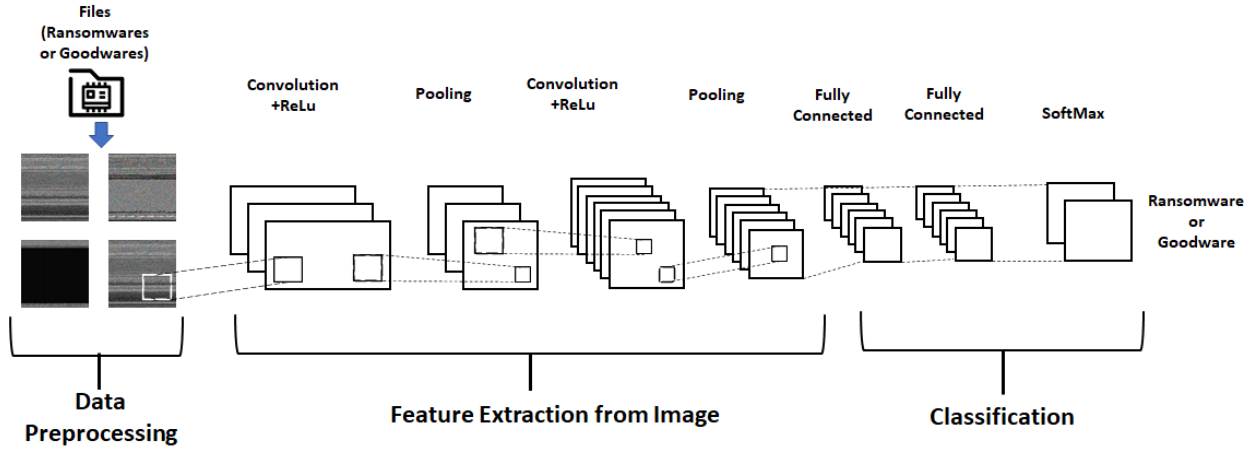 Files
(Ransomwares
or Goodwares)
Convolution
+ReLu
Pooling
Convolution
+ReLu
Pooling
Fully
Connected
Fully
Connected
SoftMax
Ransomware
or
Goodware
Data
Preprocessing
Feature Extraction from Image
Classification